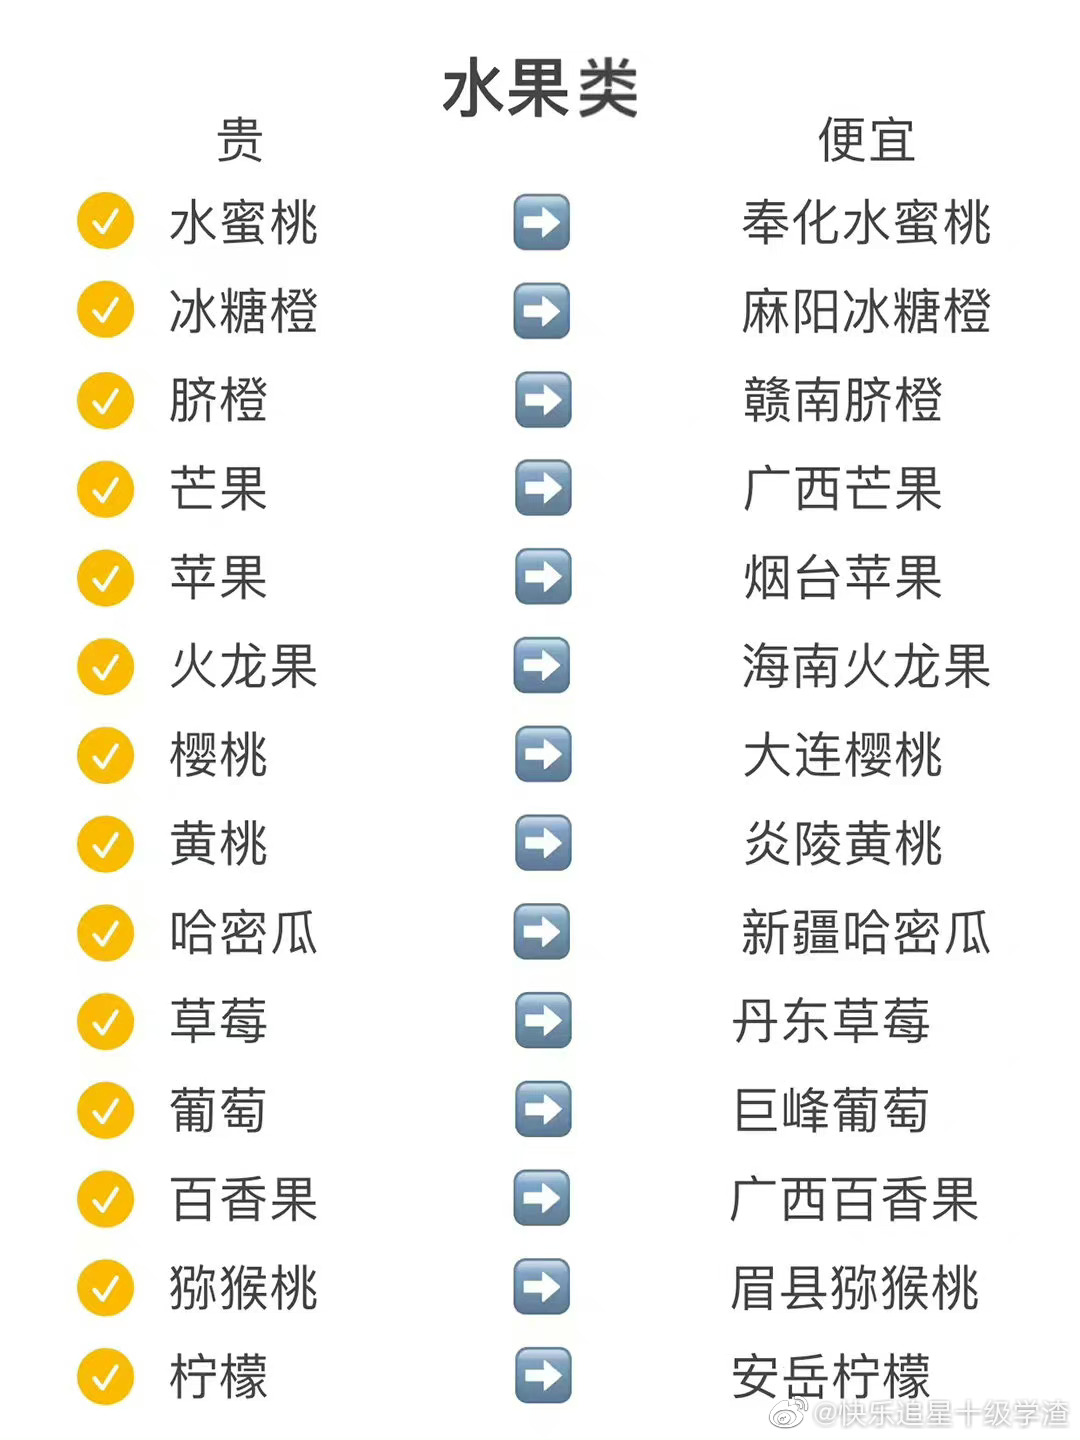 水果类
贵 便宜
水蜜桃 奉化水蜜桃
冰糖橙 麻阳冰糖橙
脐橙 赣南脐橙
芒果 广西芒果
苹果 烟台苹果
火龙果 海南火龙果
樱桃 大连樱桃
黄桃 炎陵黄桃
哈密瓜 新疆哈密瓜
草莓 丹东草莓
葡萄 巨峰葡萄
百香果 广西百香果
猕猴桃 眉县猕猴桃
柠檬 安岳柠檬
@快乐追星十级学渣